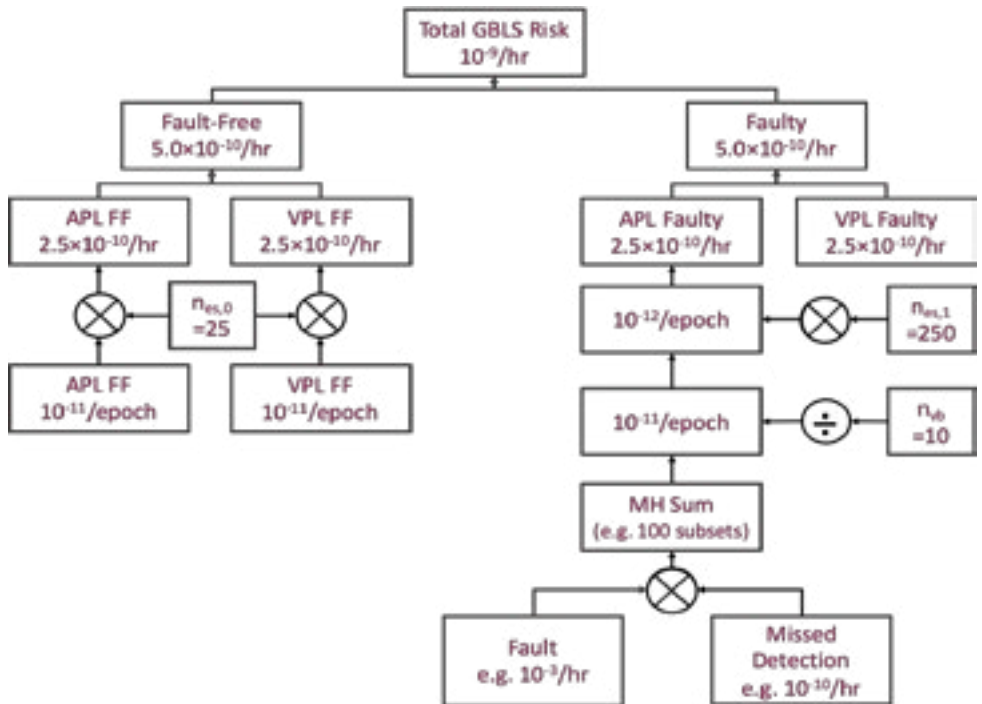 Total GBLS Risk
10⁻⁹/hr
Fault-Free
5.0×10⁻¹⁰/hr
Faulty
5.0×10⁻¹⁰/hr
APL FF
2.5×10⁻¹⁰/hr
VPL FF
2.5×10⁻¹⁰/hr
APL Faulty
2.5×10⁻¹⁰/hr
VPL Faulty
2.5×10⁻¹⁰/hr
nₑₛ,₀
=25
10⁻¹²/epoch
nₑₛ,₁
=250
APL FF
10⁻¹¹/epoch
VPL FF
10⁻¹¹/epoch
10⁻¹¹/epoch
÷
n_vb
=10
MH Sum
(e.g. 100 subsets)
Fault
e.g. 10⁻³/hr
Missed
Detection
e.g. 10⁻¹⁰/hr